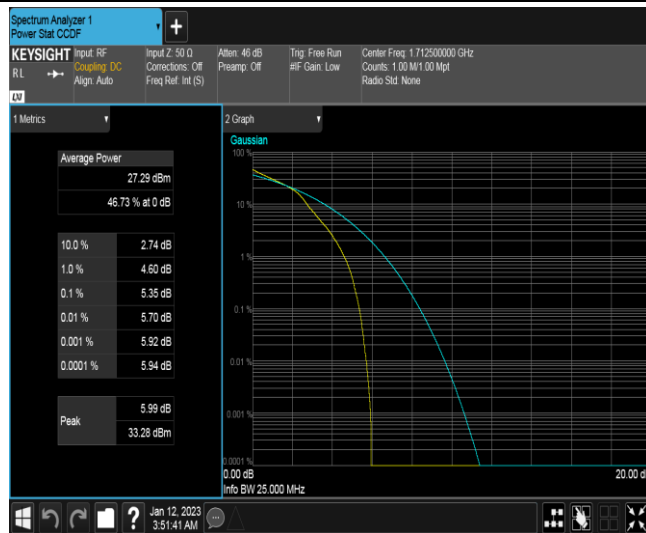 Spectrum Analyzer 1
Power Stat CCDF
+
KEYSIGHT
RL
Input: RF
Coupling: DC
Align: Auto
Input Z: 50 Ω
Corrections: Off
Freq Ref: Int (S)
Atten: 46 dB
Preamp: Off
Trig: Free Run
#IF Gain: Low
Center Freq: 1.712500000 GHz
Counts: 1.00 M/1.00 Mpt
Radio Std: None
1 Metrics
Average Power
27.29 dBm
46.73 % at 0 dB
10.0 % 2.74 dB
1.0 % 4.60 dB
0.1 % 5.35 dB
0.01 % 5.70 dB
0.001 % 5.92 dB
0.0001 % 5.94 dB
Peak
5.99 dB
33.28 dBm
2 Graph
Gaussian
100 %
10 %
1 %
0.1 %
0.01 %
0.001 %
0.0001 %
0.00 dB
20.00 d
Info BW 25.000 MHz
?
Jan 12, 2023
3:51:41 AM